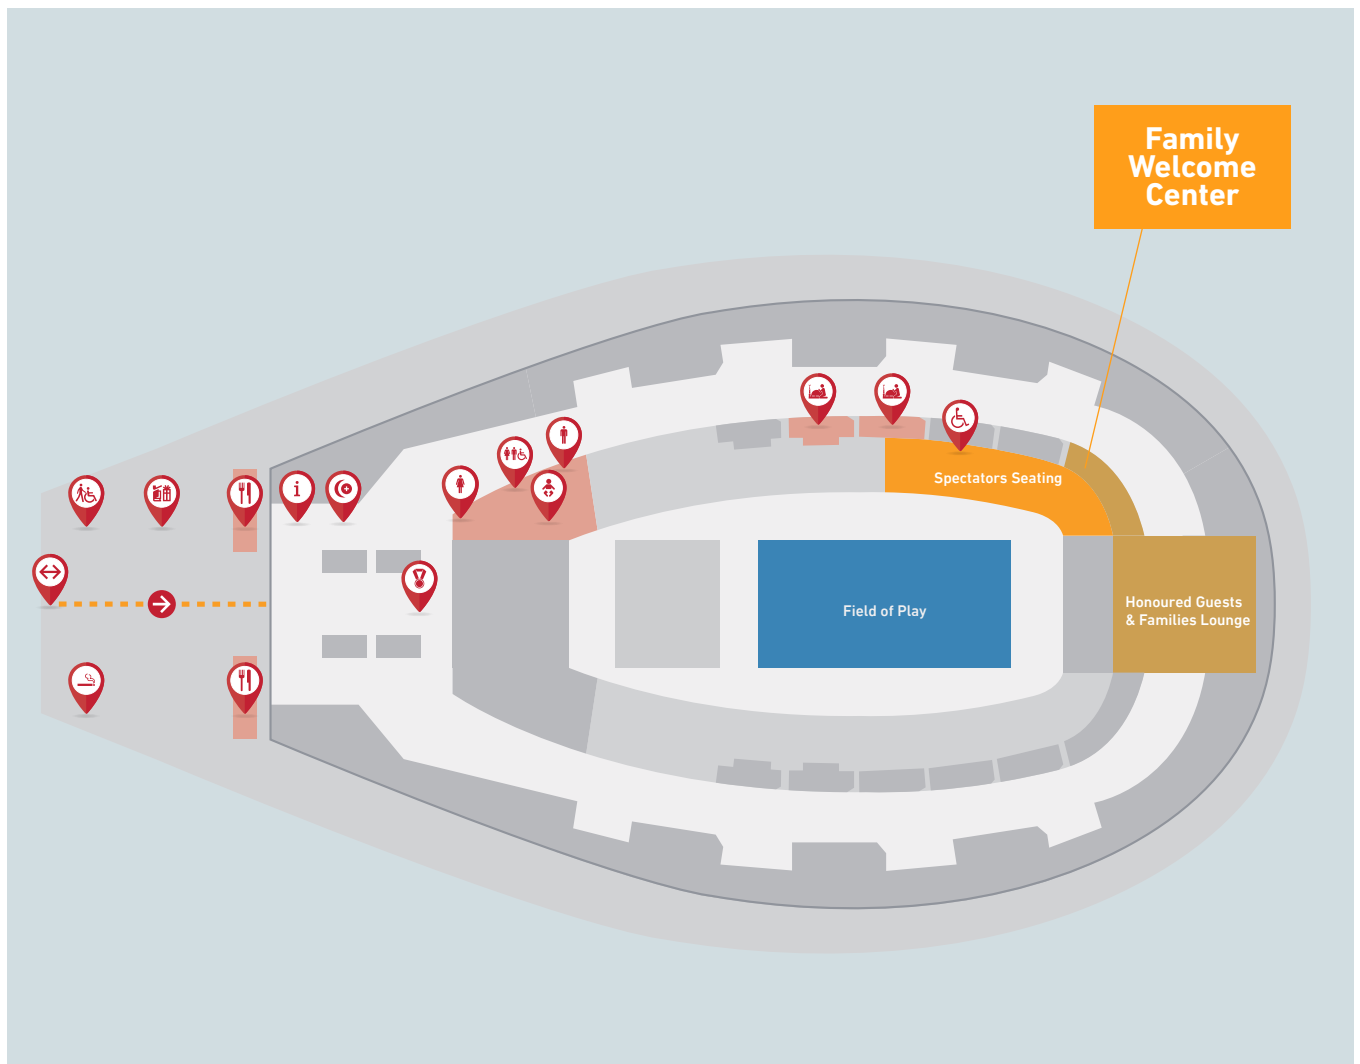 Family
Welcome
Center
Spectators Seating
Field of Play
Honoured Guests
& Families Lounge
i